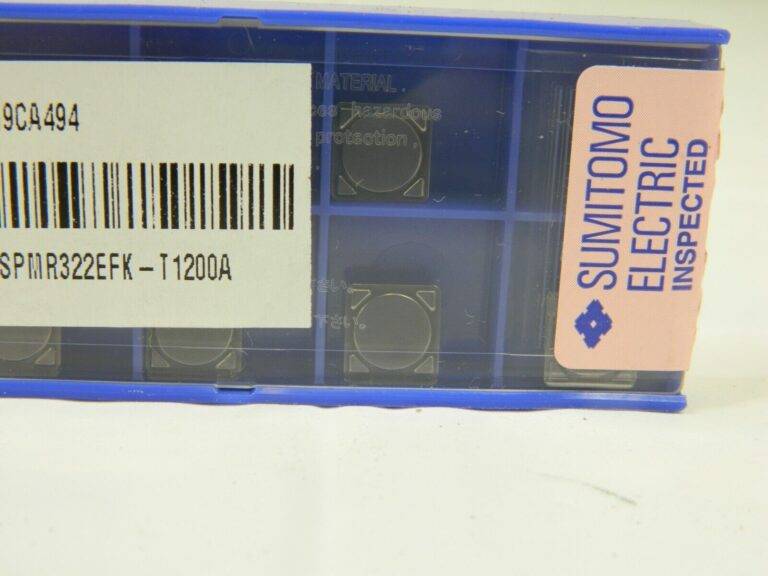 9CA494
SPMR322EFK-T1200A
MATERIAL
hazardous
protection
SUMITOMO
ELECTRIC
INSPECTED